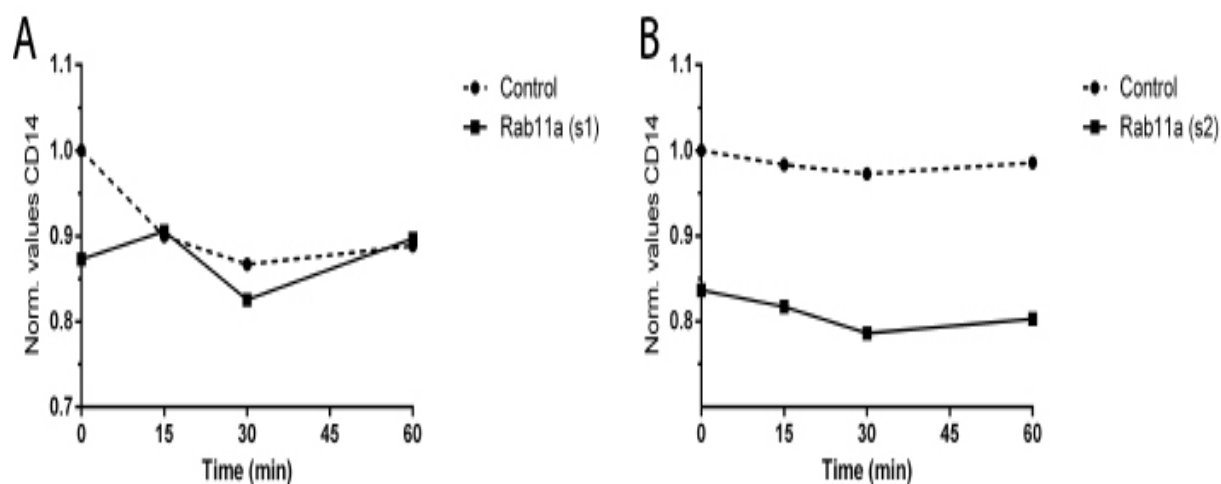 A
Norm. values CD14
1.1
1.0
0.9
0.8
0.7
0 15 30 45 60
Time (min)
Control
Rab11a (s1)
B
Norm. values CD14
1.1
1.0
0.9
0.8
0 15 30 45 60
Time (min)
Control
Rab11a (s2)